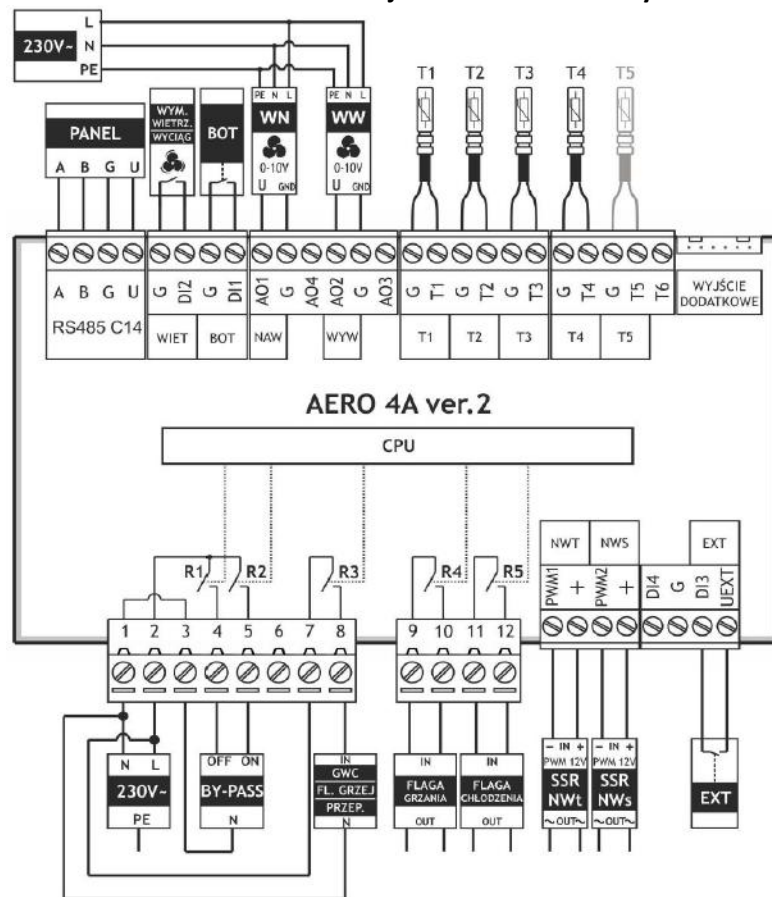 L
230V~ N
PE
T1 T2 T3 T4 T5
PE N L PE N L
PANEL
WYM.
WIETRZ.
WYCIĄG
BOT
WN
WW
A B G U
0-10V 0-10V
U GND U GND
A B G U G DI2 G DI1 AO1 G AO4 AO2 G AO3 G T1 G T2 G T3 G T4 G T5 T6
WYJŚCIE
DODATKOWE
RS485 C14
WIET BOT NAW WYW T1 T2 T3 T4 T5
AERO 4A ver.2
CPU
NWT NWS EXT
R1 R2 R3 R4 R5
PWM1 + PWM2 + DI4 G DI3 UEXT
1 2 3 4 5 6 7 8 9 10 11 12
N L
230V~
PE
OFF ON
BY-PASS
N
IN
GWC
FL. GRZEJ
PRZEP.
N
IN
FLAGA
GRZANIA
OUT
IN
FLAGA
CHŁODZENIA
OUT
- IN +
PWM 12V
SSR
NWt
~OUT~
- IN +
PWM 12V
SSR
NWs
~OUT~
EXT